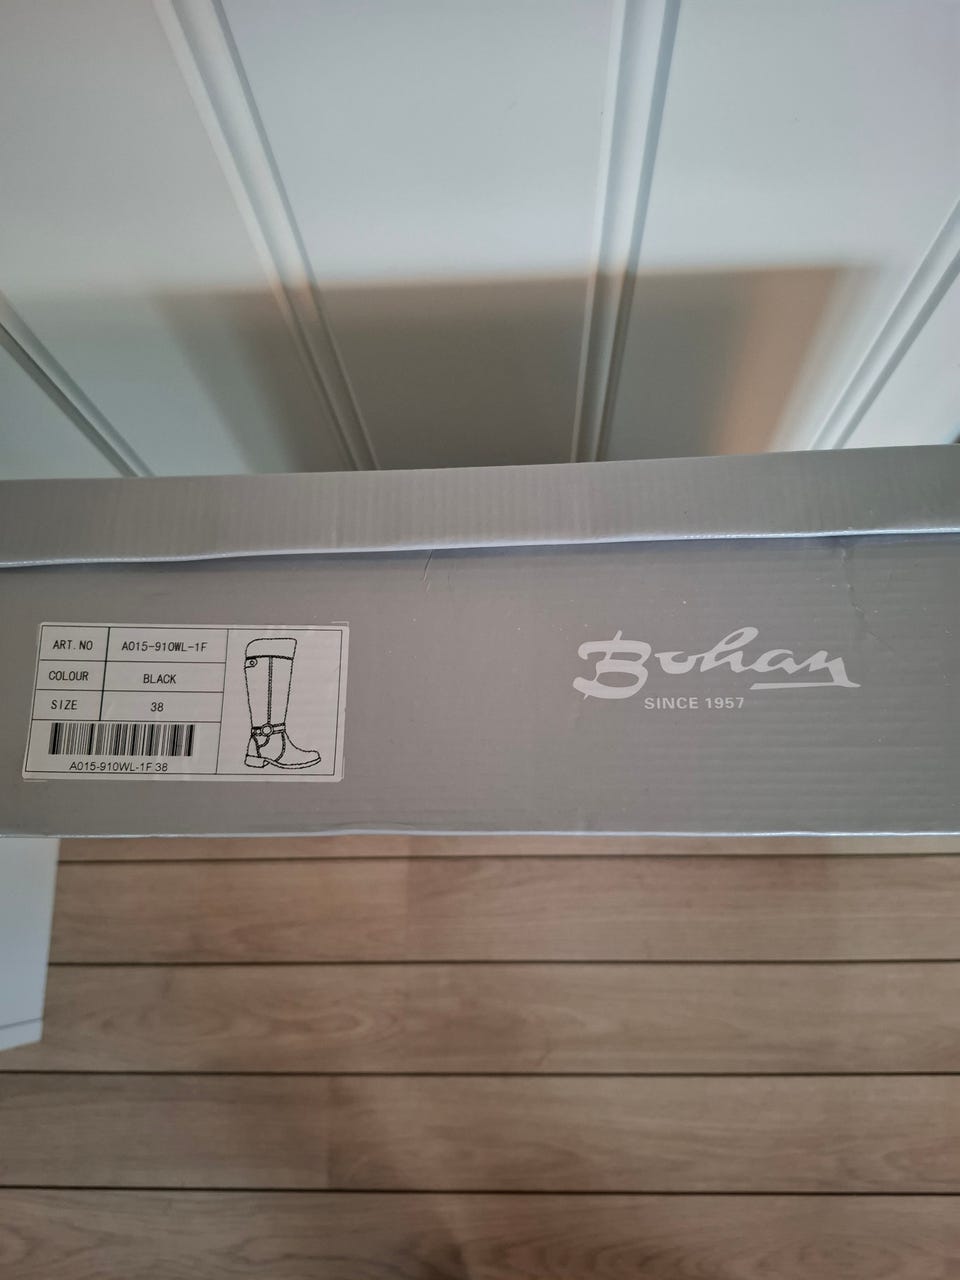 ART.NO A015-910WL-1F
COLOUR BLACK
SIZE 38
A015-910WL-1F 38
Bohan
SINCE 1957